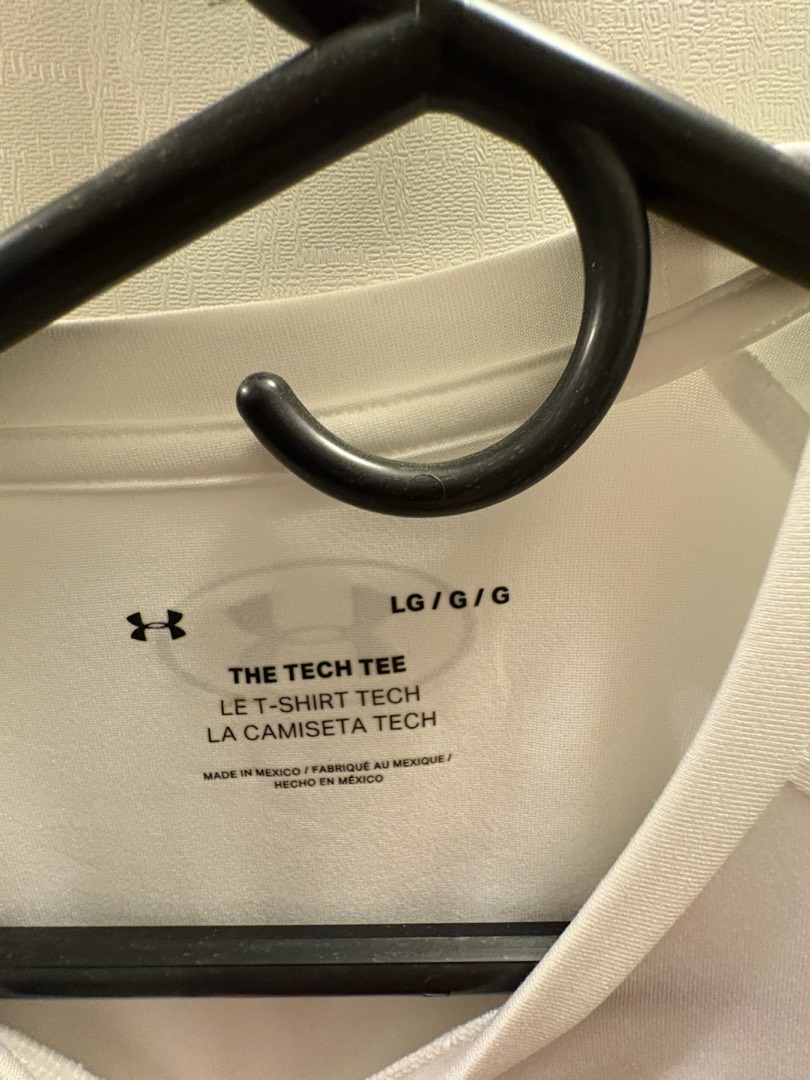 LG / G / G
THE TECH TEE
LE T-SHIRT TECH
LA CAMISETA TECH
MADE IN MEXICO / FABRIQUÉ AU MEXIQUE /
HECHO EN MÉXICO